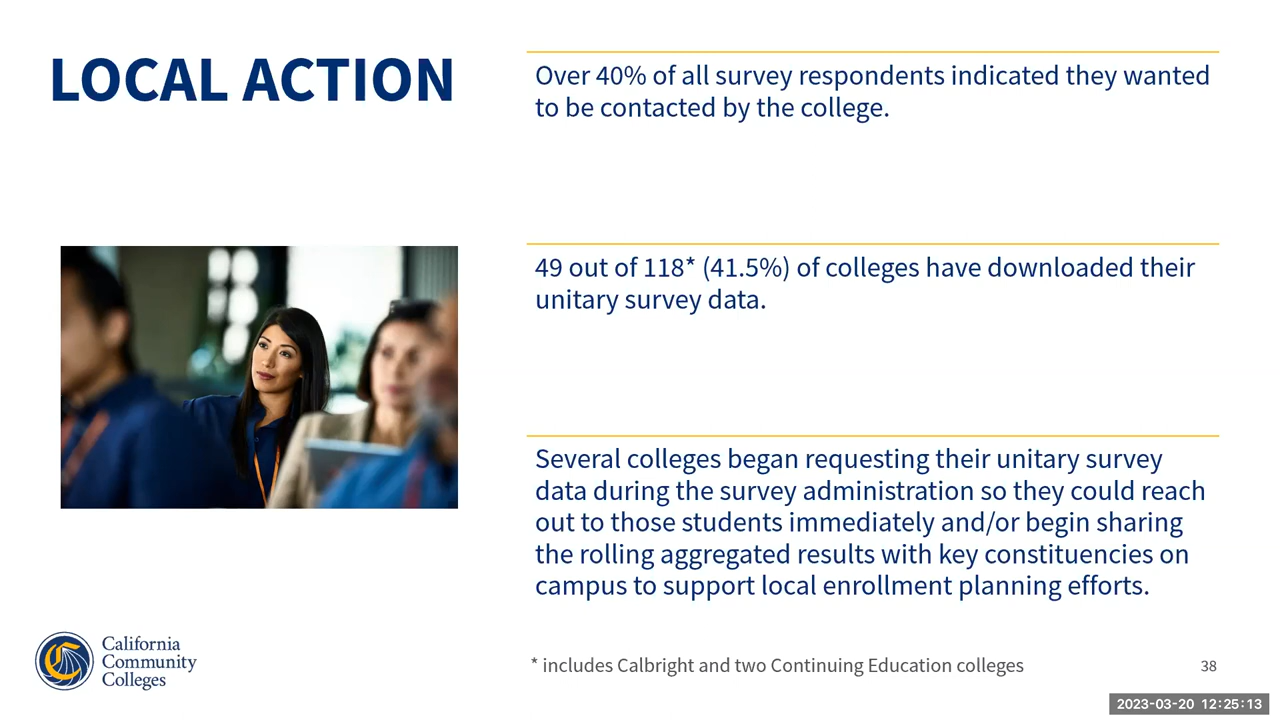 LOCAL ACTION
Over 40% of all survey respondents indicated they wanted
to be contacted by the college.
49 out of 118* (41.5%) of colleges have downloaded their
unitary survey data.
Several colleges began requesting their unitary survey
data during the survey administration so they could reach
out to those students immediately and/or begin sharing
the rolling aggregated results with key constituencies on
campus to support local enrollment planning efforts.
California
Community
Colleges
* includes Calbright and two Continuing Education colleges
38
2023-03-20 12:25:13